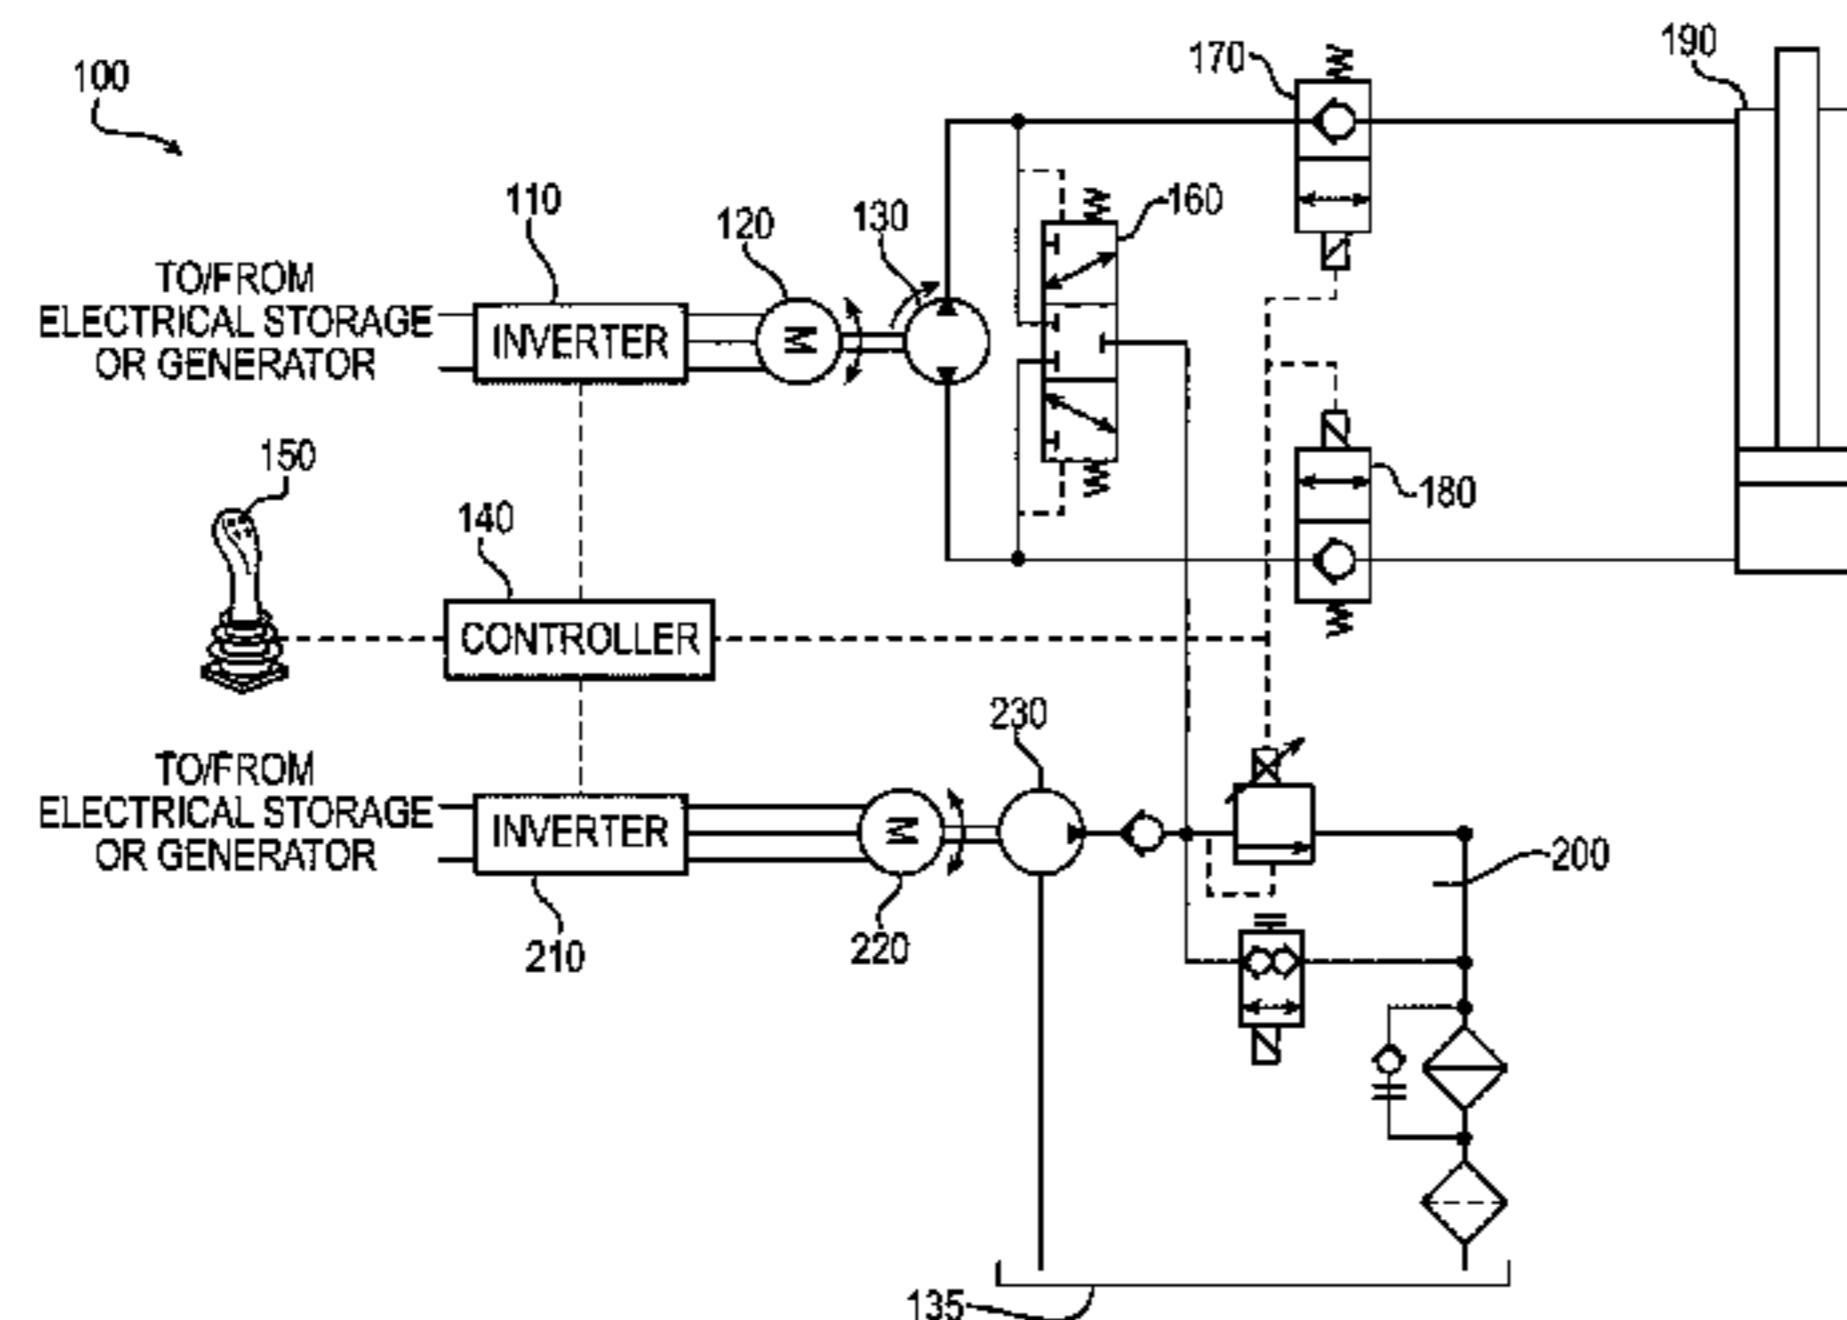 100
170
190
110
120
130
160
TO/FROM
ELECTRICAL STORAGE
OR GENERATOR
INVERTER
M
150
140
180
CONTROLLER
230
TO/FROM
ELECTRICAL STORAGE
OR GENERATOR
INVERTER
M
200
210
220
135